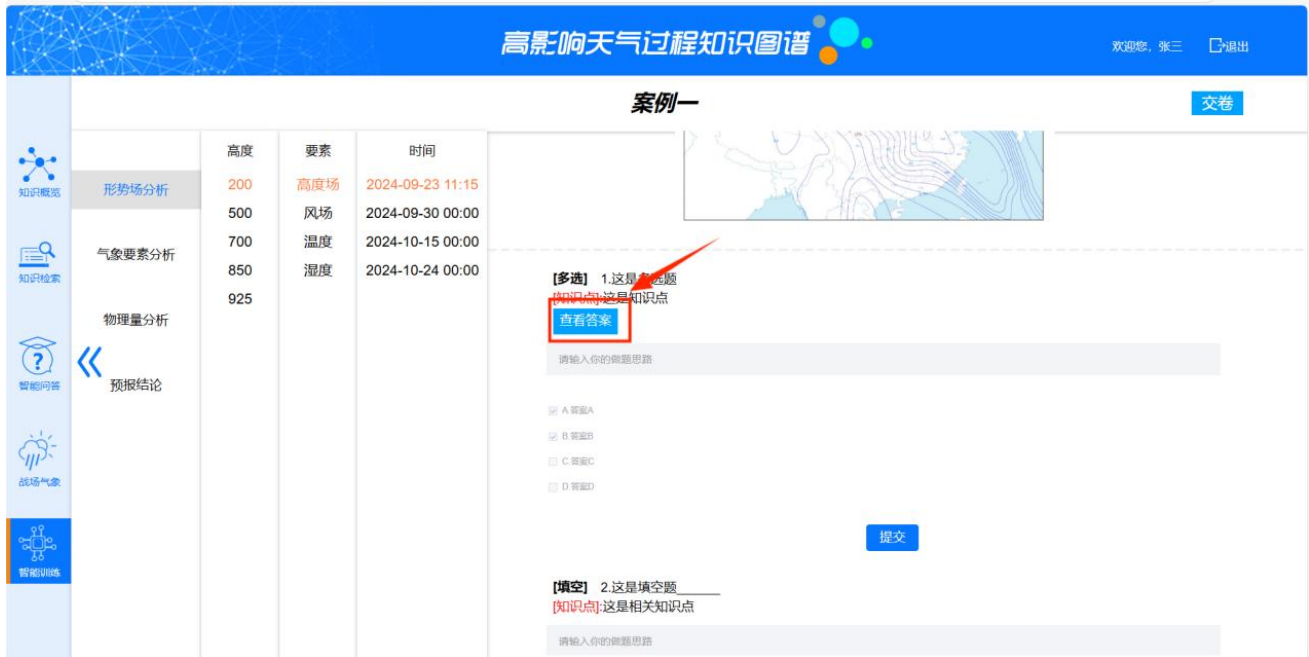 高影响天气过程知识图谱
欢迎您, 张三 退出
案例一
交卷
知识概览
知识检索
智能问答
战场气象
智能训练
形势场分析
气象要素分析
物理量分析
预报结论
高度
200
500
700
850
925
要素
高度场
风场
温度
湿度
时间
2024-09-23 11:15
2024-09-30 00:00
2024-10-15 00:00
2024-10-24 00:00
[多选] 1.这是多选题
[知识点]:这是知识点
查看答案
请输入你的做题思路
A.答案A
B.答案B
C.答案C
D.答案D
提交
[填空] 2.这是填空题______
[知识点]:这是相关知识点
请输入你的做题思路